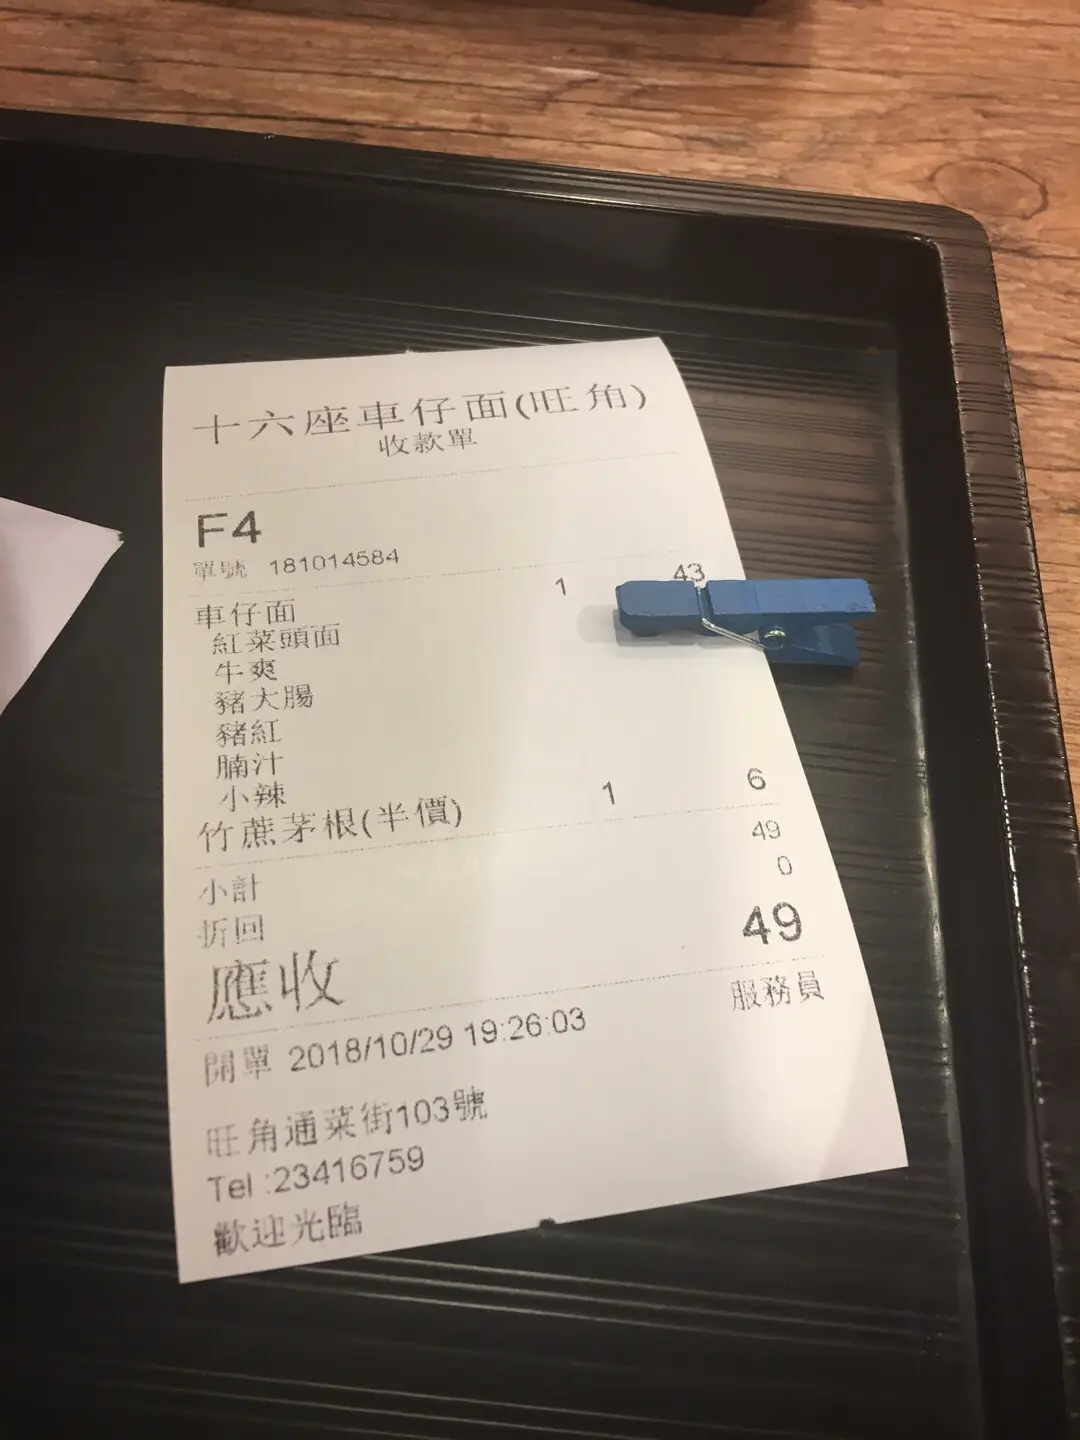 十六座車仔面(旺角)
收款單
F4
單號 181014584
車仔面 1 43
紅菜頭面
牛爽
豬大腸
豬紅
腩汁
小辣
竹蔗茅根(半價) 1 6
小計 49
折回 0
應收 49
開單 2018/10/29 19:26:03 服務員
旺角通菜街103號
Tel :23416759
歡迎光臨